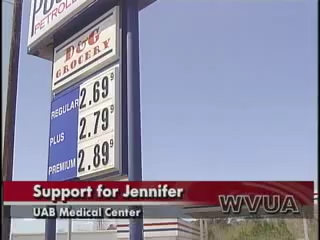 PETROL
D&G
GROCERY
REGULAR 2.69 9
PLUS 2.79 9
PREMIUM 2.89 9
Support for Jennifer
WVUA
UAB Medical Center